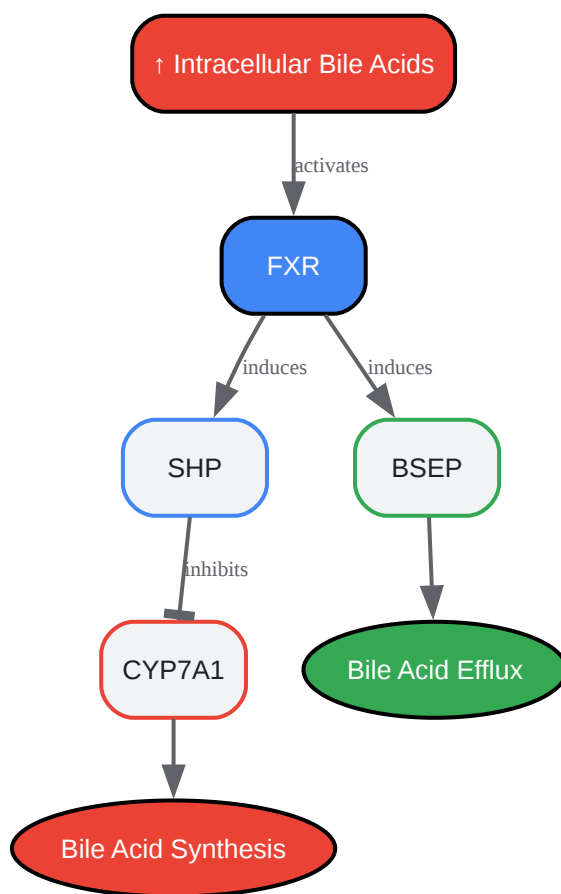 ↑ Intracellular Bile Acids
activates
FXR
induces
induces
SHP
BSEP
inhibits
CYP7A1
Bile Acid Efflux
Bile Acid Synthesis